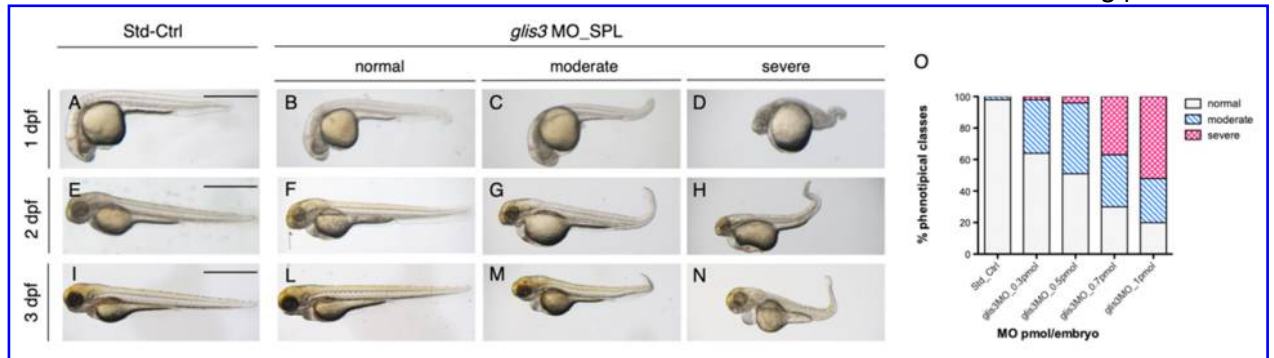 Std-Ctrl
glis3 MO_SPL
normal moderate severe
1 dpf
A B C D
2 dpf
E F G H
3 dpf
I L M N
O
% phenotipical classes
100
80
60
40
20
0
Std_Ctrl
glis3MO_0.3pmol
glis3MO_0.5pmol
glis3MO_0.7pmol
glis3MO_1pmol
MO pmol/embryo
normal
moderate
severe